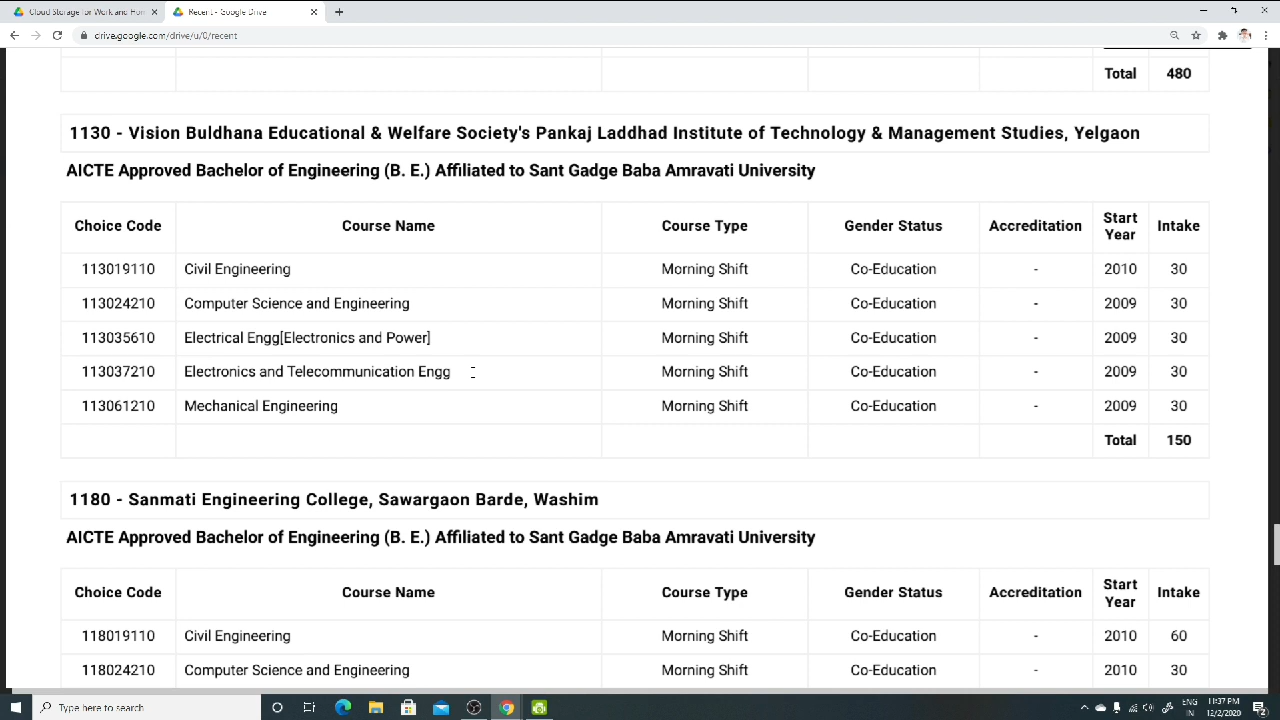 Cloud Storage for Work and Hom
Recent - Google Drive
drive.google.com/drive/u/0/recent
Total 480
1130 - Vision Buldhana Educational & Welfare Society's Pankaj Laddhad Institute of Technology & Management Studies, Yelgaon
AICTE Approved Bachelor of Engineering (B. E.) Affiliated to Sant Gadge Baba Amravati University
Choice Code Course Name Course Type Gender Status Accreditation Start Year Intake
113019110 Civil Engineering Morning Shift Co-Education - 2010 30
113024210 Computer Science and Engineering Morning Shift Co-Education - 2009 30
113035610 Electrical Engg[Electronics and Power] Morning Shift Co-Education - 2009 30
113037210 Electronics and Telecommunication Engg Morning Shift Co-Education - 2009 30
113061210 Mechanical Engineering Morning Shift Co-Education - 2009 30
Total 150
1180 - Sanmati Engineering College, Sawargaon Barde, Washim
AICTE Approved Bachelor of Engineering (B. E.) Affiliated to Sant Gadge Baba Amravati University
Choice Code Course Name Course Type Gender Status Accreditation Start Year Intake
118019110 Civil Engineering Morning Shift Co-Education - 2010 60
118024210 Computer Science and Engineering Morning Shift Co-Education - 2010 30
Type here to search
ENG 11:37 PM
IN 12/2/2020